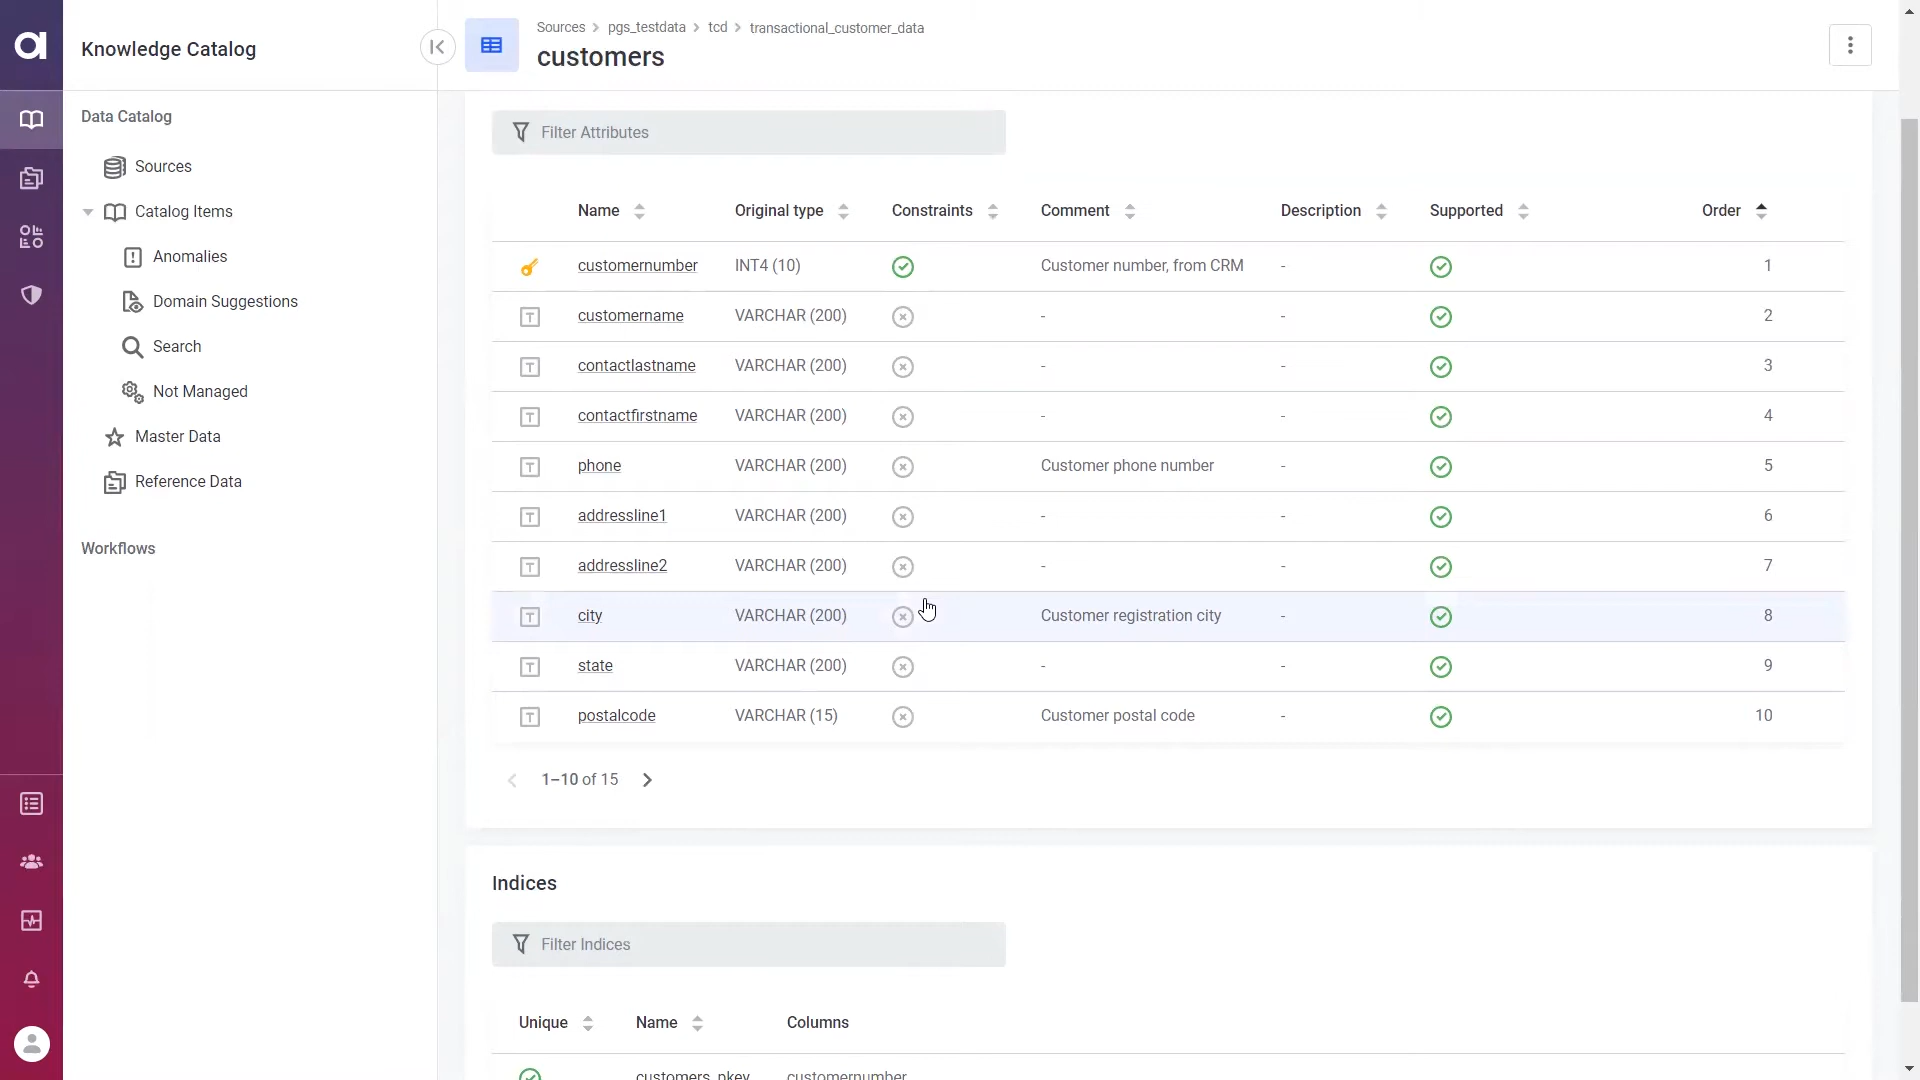 Knowledge Catalog
Data Catalog
Sources
Catalog Items
Anomalies
Domain Suggestions
Search
Not Managed
Master Data
Reference Data
Workflows
Sources > pgs_testdata > tcd > transactional_customer_data
customers
Filter Attributes
Name Original type Constraints Comment Description Supported Order
customernumber INT4 (10) Customer number, from CRM - 1
customername VARCHAR (200) - - 2
contactlastname VARCHAR (200) - - 3
contactfirstname VARCHAR (200) - - 4
phone VARCHAR (200) Customer phone number - 5
addressline1 VARCHAR (200) - - 6
addressline2 VARCHAR (200) - - 7
city VARCHAR (200) Customer registration city - 8
state VARCHAR (200) - - 9
postalcode VARCHAR (15) Customer postal code - 10
1–10 of 15
Indices
Filter Indices
Unique Name Columns
customers_pkey customernumber